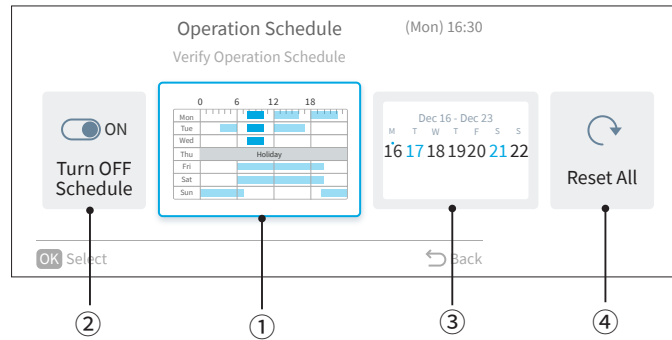 Operation Schedule
(Mon) 16:30
Verify Operation Schedule
ON
Turn OFF
Schedule
0 6 12 18
Mon
Tue
Wed
Thu Holiday
Fri
Sat
Sun
Dec 16 - Dec 23
M T W T F S S
16 17 18 19 20 21 22
Reset All
OK Select
Back
② ① ③ ④